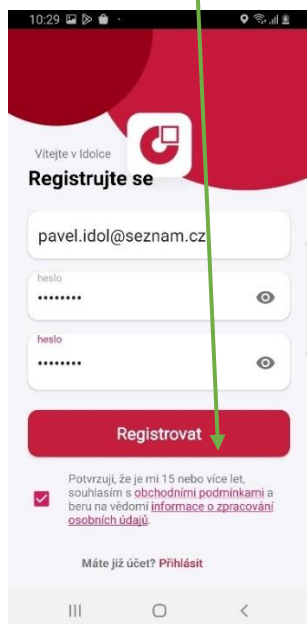 10:29
Vítejte v Idolce
Registrujte se
pavel.idol@seznam.cz
heslo
••••••••
heslo
••••••••
Registrovat
Potvrzuji, že je mi 15 nebo více let,
souhlasím s obchodními podmínkami a
beru na vědomí informace o zpracování
osobních údajů.
Máte již účet? Přihlásit